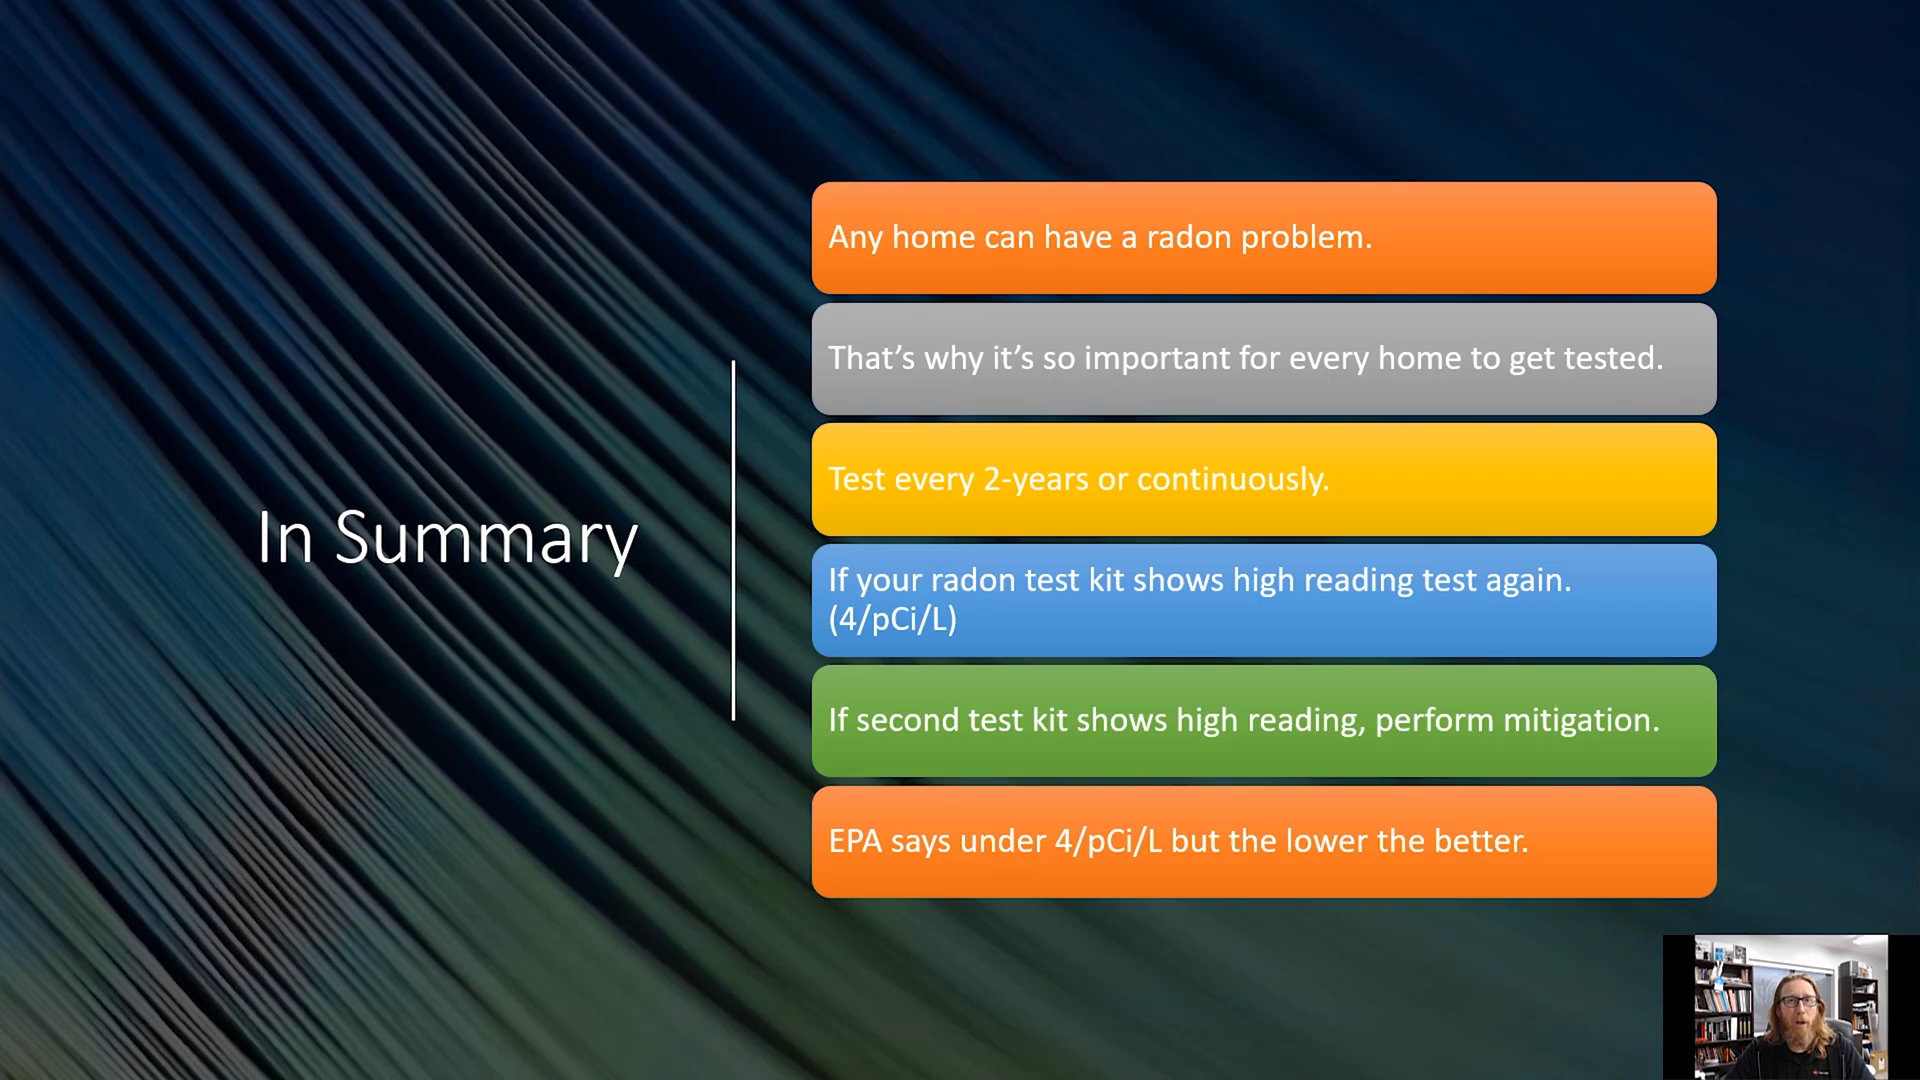 In Summary
Any home can have a radon problem.
That’s why it’s so important for every home to get tested.
Test every 2-years or continuously.
If your radon test kit shows high reading test again.
(4/pCi/L)
If second test kit shows high reading, perform mitigation.
EPA says under 4/pCi/L but the lower the better.